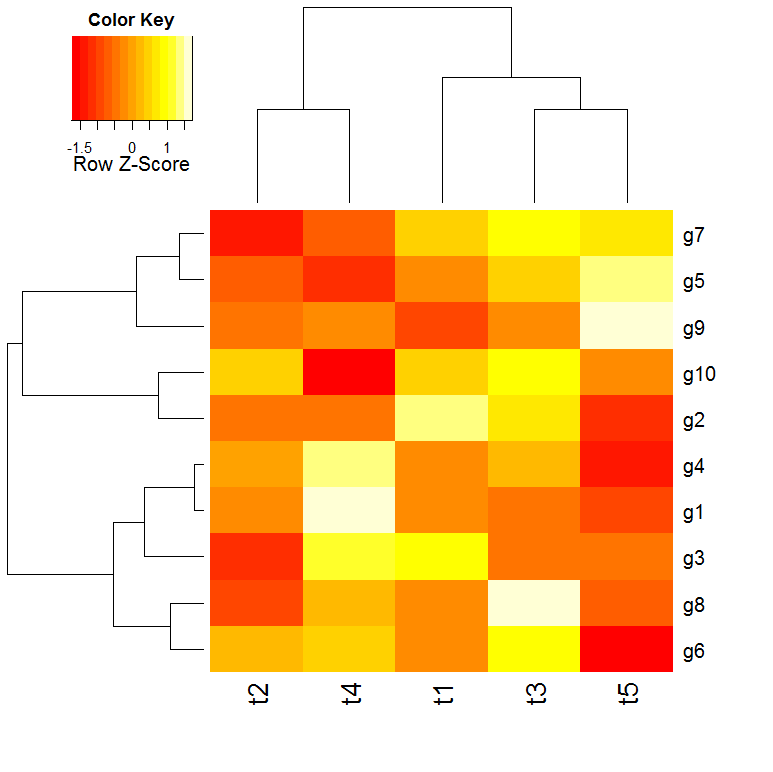 Color Key
-1.5 0 1
Row Z-Score
g7
g5
g9
g10
g2
g4
g1
g3
g8
g6
t2 t4 t1 t3 t5